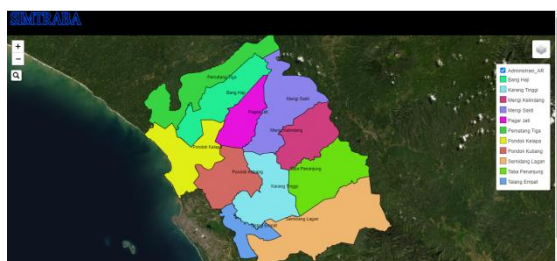 SIMTRABA
+
−
Administrasi_AR
Bang Haji
Karang Tinggi
Merigi Kelindang
Merigi Sakti
Pagar Jati
Pematang Tiga
Pondok Kelapa
Pondok Kubang
Semidang Lagan
Taba Penanjung
Talang Empat
Pematang Tiga
Bang Haji
Merigi Sakti
Pagar Jati
Merigi Kelindang
Pondok Kelapa
Pondok Kubang
Taba Penanjung
Karang Tinggi
Semidang Lagan
Talang Empat